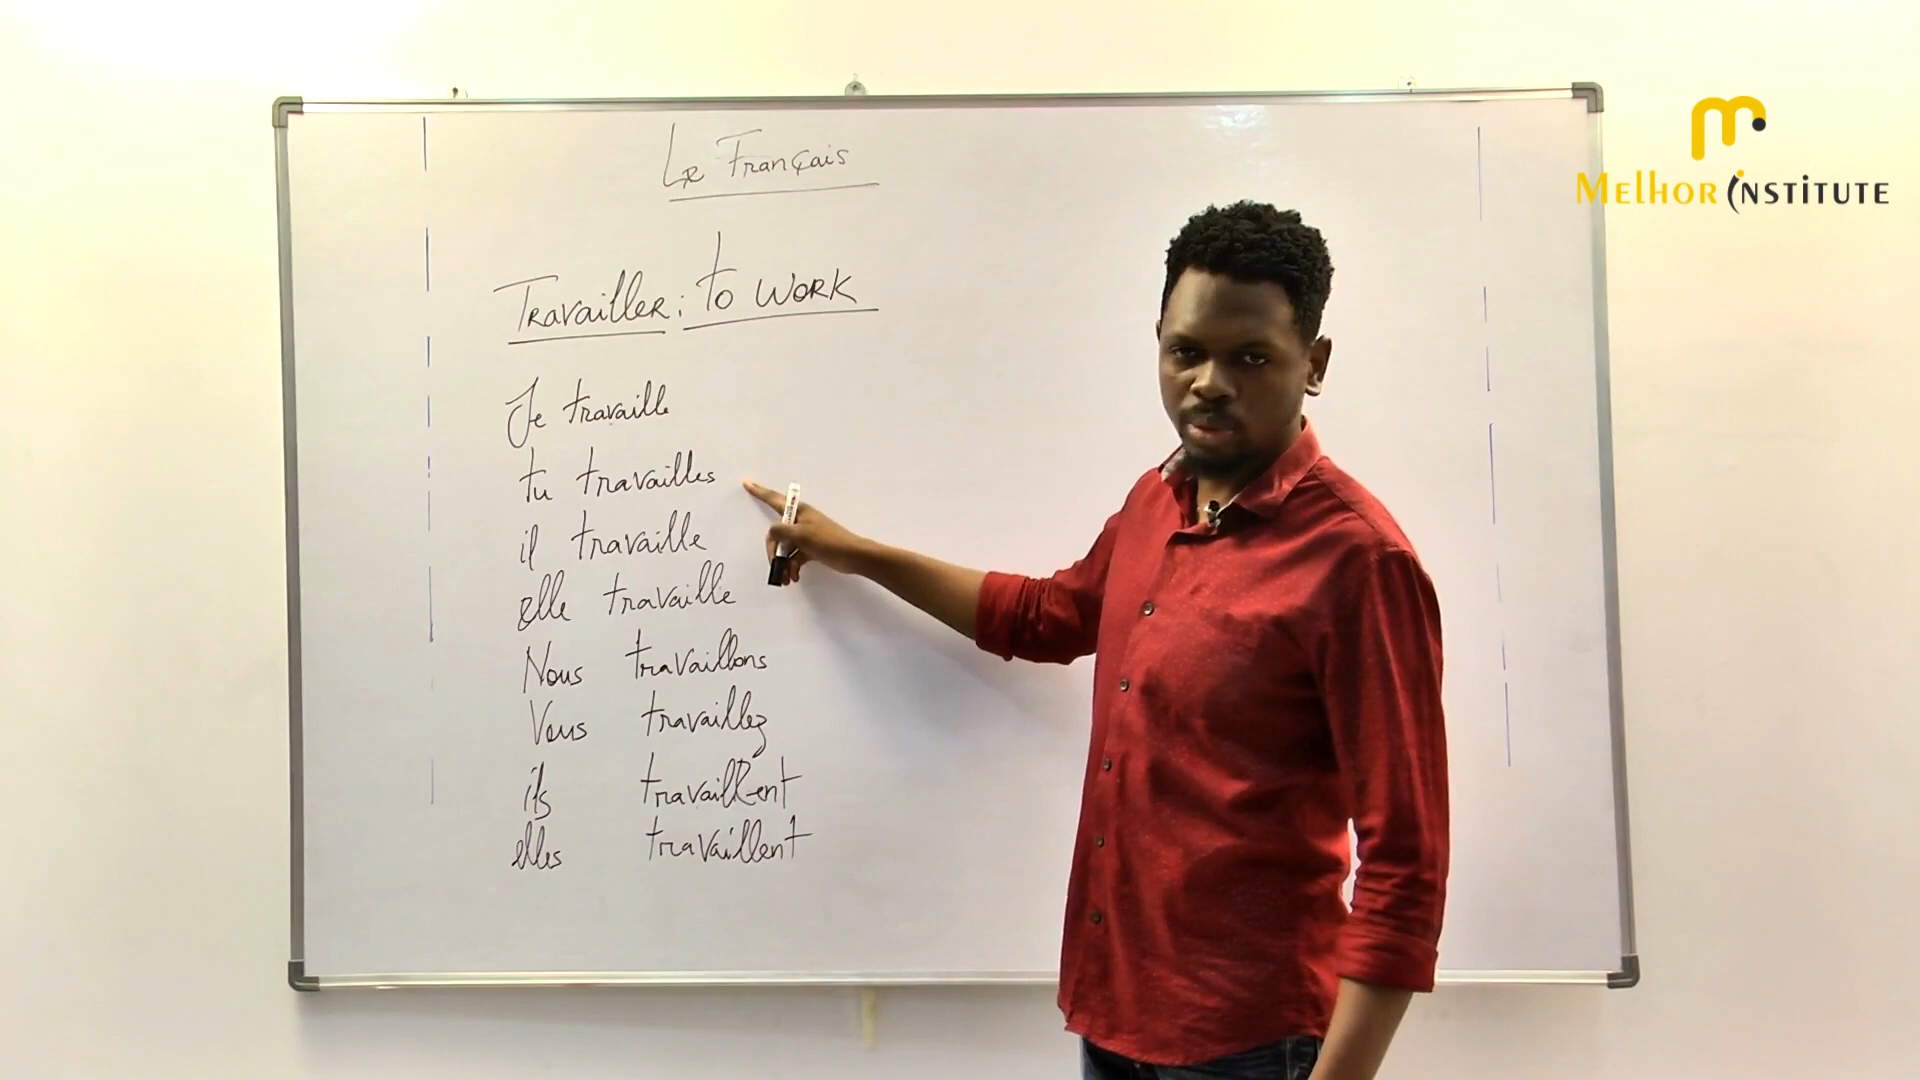 Le Français
Travailler : to work
Je travaille
tu travailles
il travaille
elle travaille
Nous travaillons
Vous travaillez
ils travaillent
elles travaillent
m
MELHOR INSTITUTE